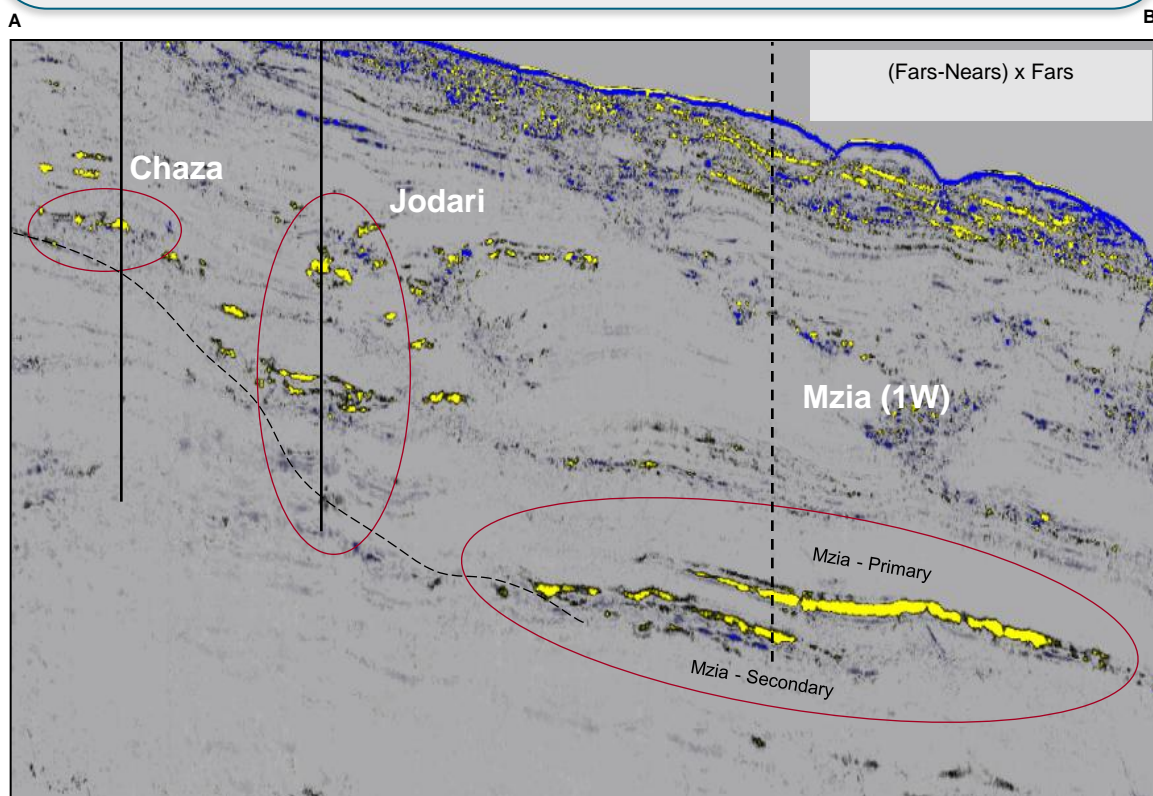 A
B
(Fars-Nears) x Fars
Chaza
Jodari
Mzia (1W)
Mzia - Primary
Mzia - Secondary